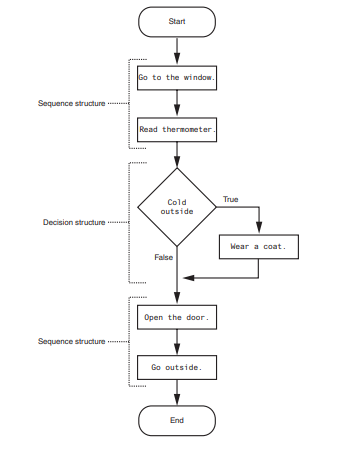 Start
Go to the window.
Sequence structure
Read thermometer.
Cold
outside
True
Decision structure
Wear a coat.
False
Open the door.
Sequence structure
Go outside.
End